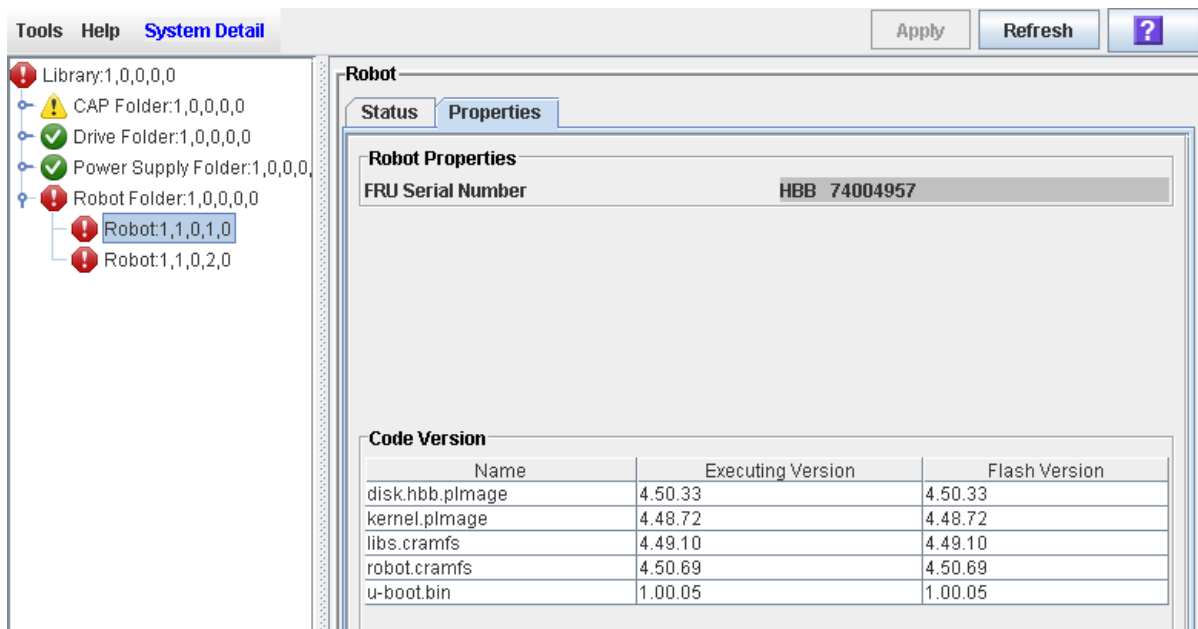 Tools Help System Detail
Apply Refresh ?
Library:1,0,0,0,0
CAP Folder:1,0,0,0,0
Drive Folder:1,0,0,0,0
Power Supply Folder:1,0,0,0,
Robot Folder:1,0,0,0,0
Robot:1,1,0,1,0
Robot:1,1,0,2,0
Robot
Status Properties
Robot Properties
FRU Serial Number HBB 74004957
Code Version
Name Executing Version Flash Version
disk.hbb.pImage 4.50.33 4.50.33
kernel.pImage 4.48.72 4.48.72
libs.cramfs 4.49.10 4.49.10
robot.cramfs 4.50.69 4.50.69
u-boot.bin 1.00.05 1.00.05